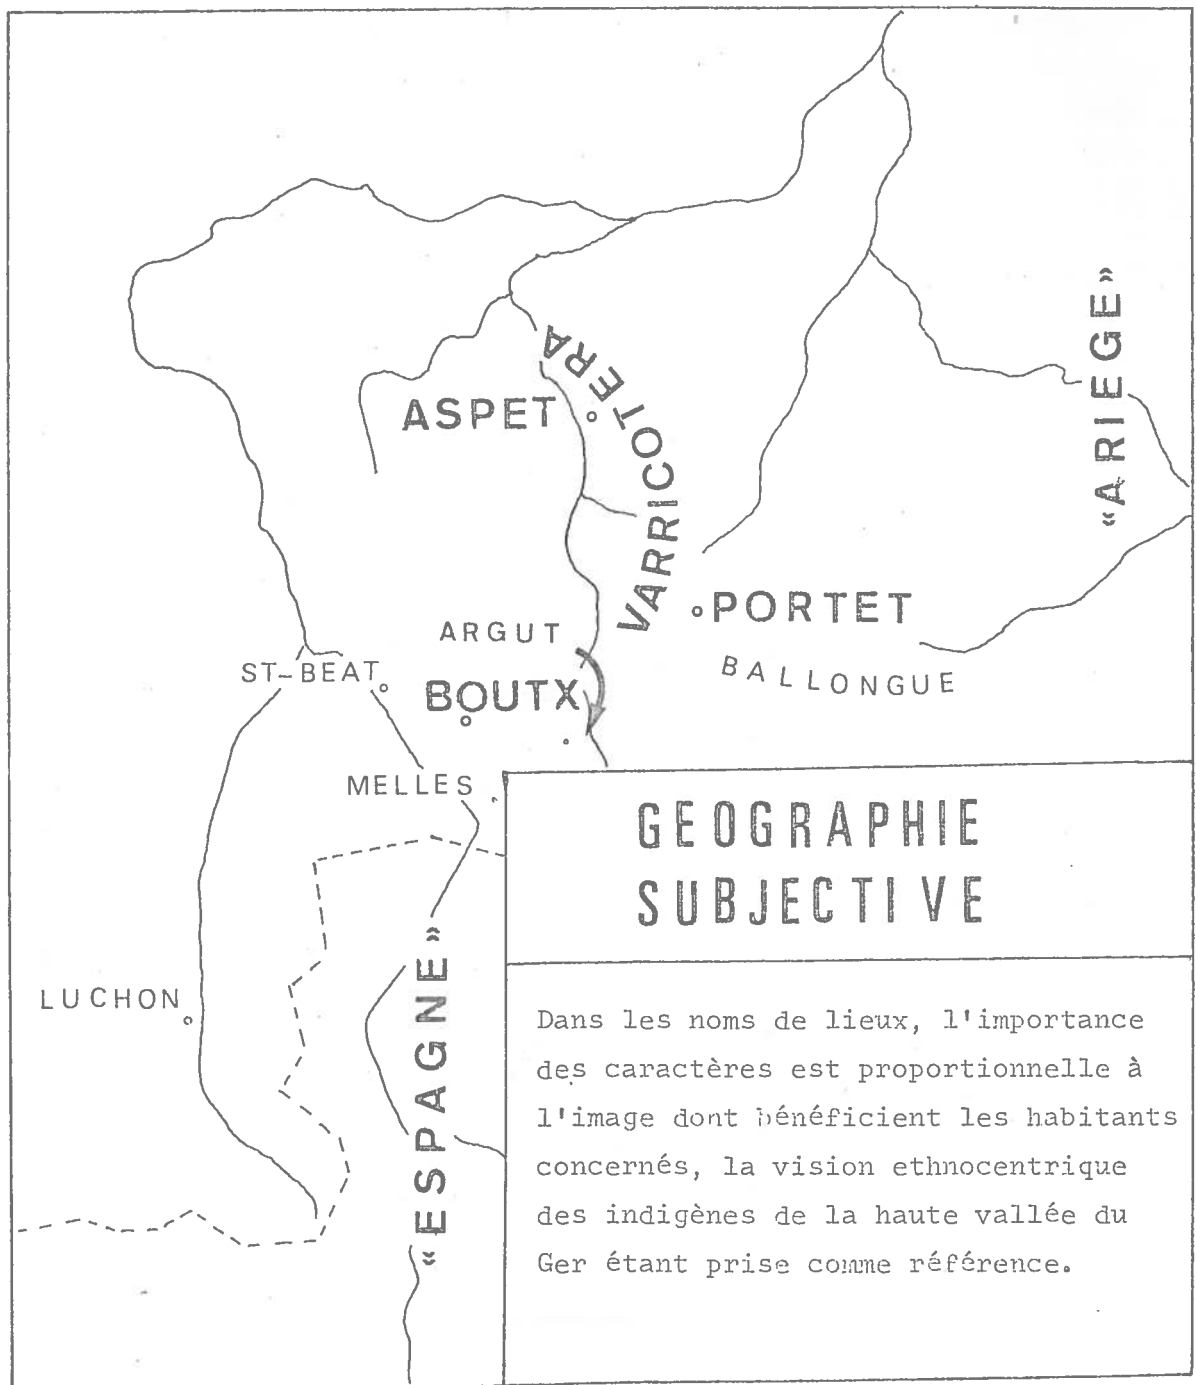 «ARIEGE»
VARRICOTERA
ASPET
PORTET
ARGUT
BALLONGUE
ST-BEAT
BOUTX
MELLES
GEOGRAPHIE
SUBJECTIVE
«ESPAGNE»
LUCHON
Dans les noms de lieux, l'importance
des caractères est proportionnelle à
l'image dont bénéficient les habitants
concernés, la vision ethnocentrique
des indigènes de la haute vallée du
Ger étant prise comme référence.